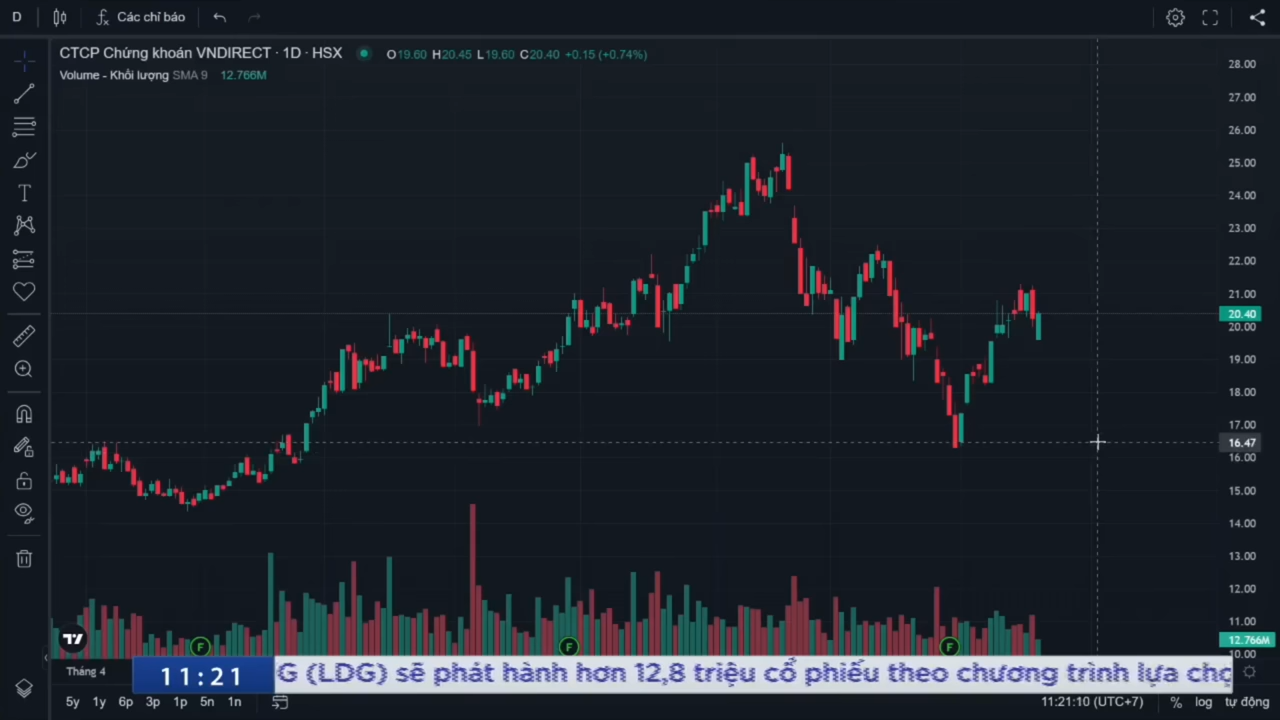 D Các chỉ báo
CTCP Chứng khoán VNDIRECT · 1D · HSX O19.60 H20.45 L19.60 C20.40 +0.15 (+0.74%)
Volume - Khối lượng SMA 9 12.766M
28.00
27.00
26.00
25.00
24.00
23.00
22.00
21.00
20.40
20.00
19.00
18.00
17.00
16.47
16.00
15.00
14.00
13.00
12.00
11.00
12.766M
10.00
F F F
Tháng 4
11:21 G (LDG) sẽ phát hành hơn 12,8 triệu cổ phiếu theo chương trình lựa chọ
5y 1y 6p 3p 1p 5n 1n 11:21:10 (UTC+7) % log tự động